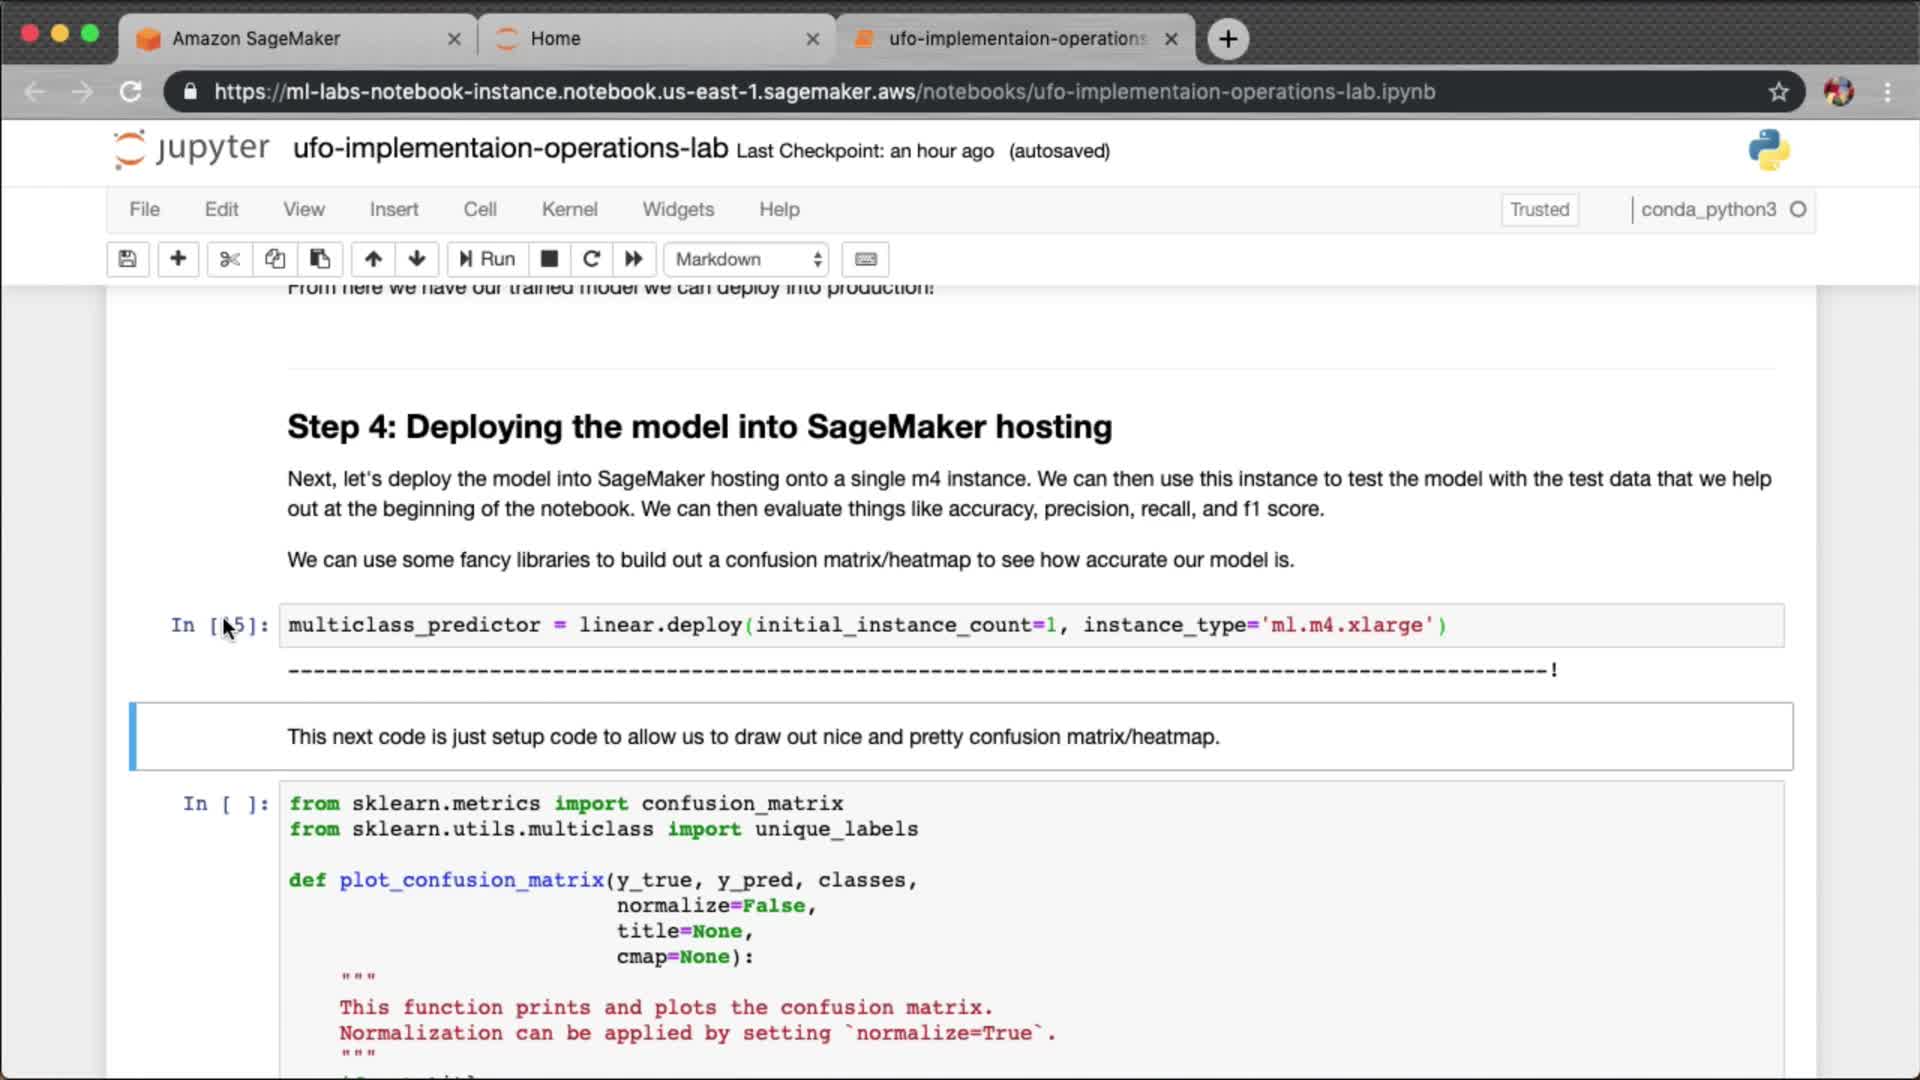 Amazon SageMaker
Home
ufo-implementaion-operations
https://ml-labs-notebook-instance.notebook.us-east-1.sagemaker.aws/notebooks/ufo-implementaion-operations-lab.ipynb
jupyter ufo-implementaion-operations-lab Last Checkpoint: an hour ago (autosaved)
File Edit View Insert Cell Kernel Widgets Help Trusted conda_python3
Run Markdown
From here we have our trained model we can deploy into production!
Step 4: Deploying the model into SageMaker hosting
Next, let's deploy the model into SageMaker hosting onto a single m4 instance. We can then use this instance to test the model with the test data that we help
out at the beginning of the notebook. We can then evaluate things like accuracy, precision, recall, and f1 score.
We can use some fancy libraries to build out a confusion matrix/heatmap to see how accurate our model is.
In [ 5]: multiclass_predictor = linear.deploy(initial_instance_count=1, instance_type='ml.m4.xlarge')
----------------------------------------------------------------------------------------------------!
This next code is just setup code to allow us to draw out nice and pretty confusion matrix/heatmap.
In [ ]: from sklearn.metrics import confusion_matrix
from sklearn.utils.multiclass import unique_labels
def plot_confusion_matrix(y_true, y_pred, classes,
normalize=False,
title=None,
cmap=None):
"""
This function prints and plots the confusion matrix.
Normalization can be applied by setting `normalize=True`.
"""